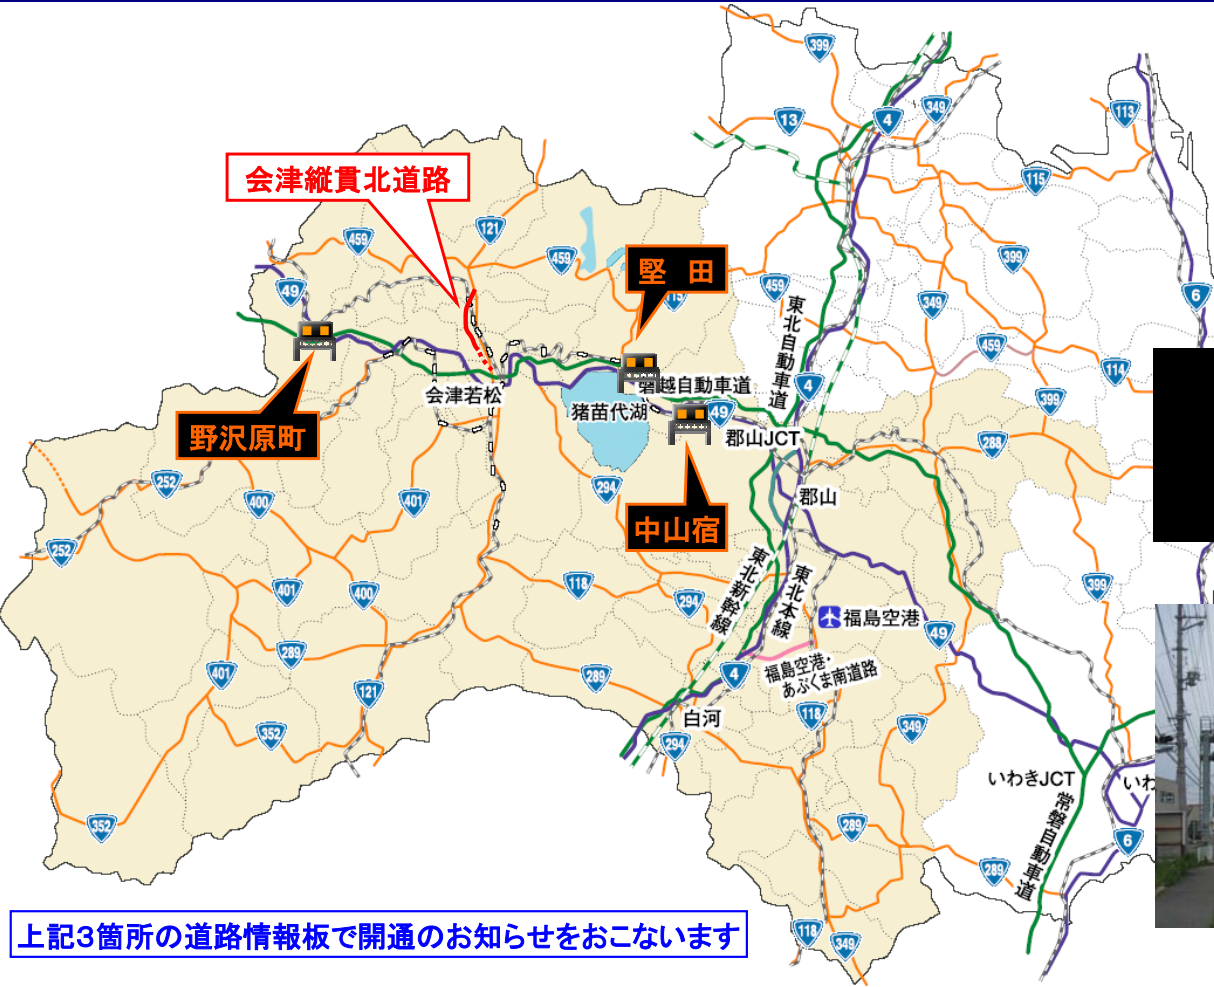 399
13
4
349
113
115
会津縦貫北道路
121
459
459
399
堅　田
49
459
349
6
東北自動車道
459
114
4
399
磐越自動車道
会津若松
猪苗代湖
49
郡山JCT
野沢原町
288
252
400
401
294
郡山
中山宿
252
401
400
118
294
東北新幹線
東北本線
399
福島空港
49
289
401
121
289
4
福島空港・
あぶくま南道路
白河
118
352
294
349
いわきJCT
352
289
常磐自動車道
6
289
上記3箇所の道路情報板で開通のお知らせをおこないます
118
349